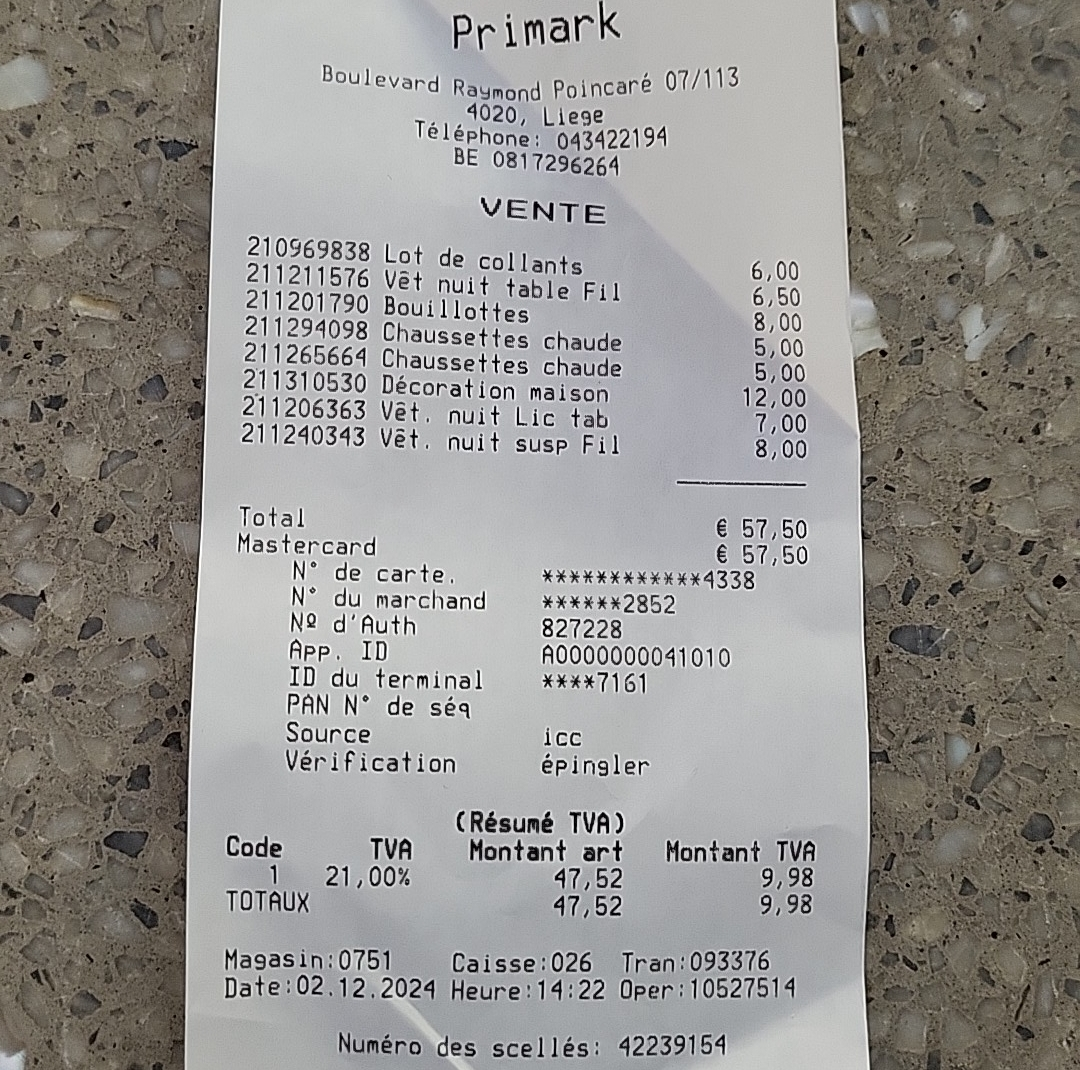 Primark
Boulevard Raymond Poincaré 07/113
4020, Liege
Téléphone: 043422194
BE 0817296264
VENTE
210969838 Lot de collants 6,00
211211576 Vêt nuit table Fil 6,50
211201790 Bouillottes 8,00
211294098 Chaussettes chaude 5,00
211265664 Chaussettes chaude 5,00
211310530 Décoration maison 12,00
211206363 Vêt. nuit Lic tab 7,00
211240343 Vêt. nuit susp Fil 8,00
Total € 57,50
Mastercard € 57,50
N° de carte. ************4338
N° du marchand ******2852
Nº d'Auth 827228
App. ID A0000000041010
ID du terminal ****7161
PAN N° de séq
Source icc
Vérification épingler
(Résumé TVA)
Code TVA Montant art Montant TVA
1 21,00% 47,52 9,98
TOTAUX 47,52 9,98
Magasin:0751 Caisse:026 Tran:093376
Date:02.12.2024 Heure:14:22 Oper:10527514
Numéro des scellés: 42239154